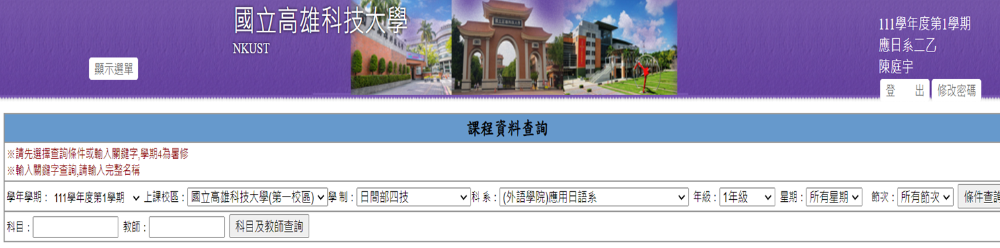 國立高雄科技大學
NKUST
顯示選單
111學年度第1學期
應日系二乙
陳庭宇
登 出 修改密碼
課程資料查詢
※請先選擇查詢條件或輸入關鍵字,學期4為暑修
※輸入關鍵字查詢,請輸入完整名稱
學年學期： 111學年度第1學期 上課校區：國立高雄科技大學(第一校區) 學 制：日間部四技 科 系：(外語學院)應用日語系 年級：1年級 星期：所有星期 節次：所有節次 條件查詢
科目： 教師： 科目及教師查詢